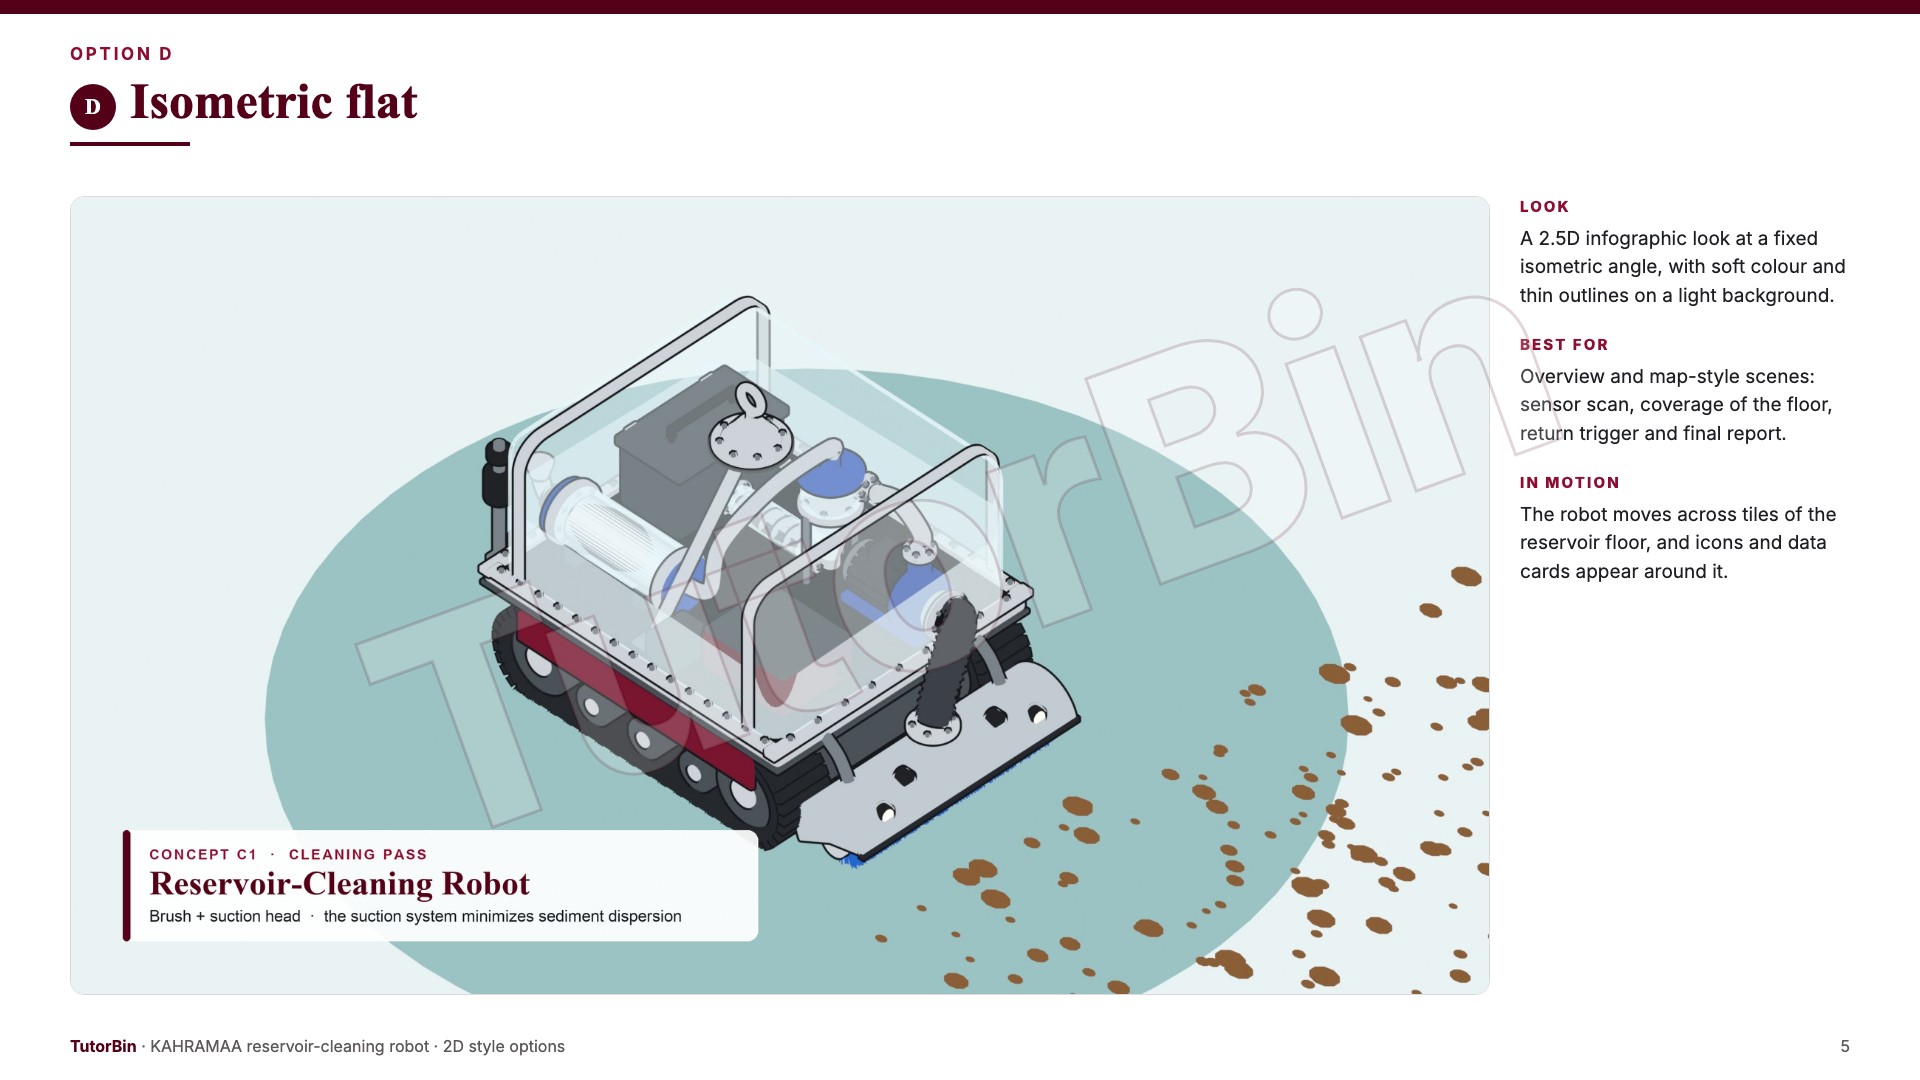 OPTION D
D Isometric flat
LOOK
A 2.5D infographic look at a fixed
isometric angle, with soft colour and
thin outlines on a light background.
BEST FOR
Overview and map-style scenes:
sensor scan, coverage of the floor,
return trigger and final report.
IN MOTION
The robot moves across tiles of the
reservoir floor, and icons and data
cards appear around it.
TutorBin
CONCEPT C1 · CLEANING PASS
Reservoir-Cleaning Robot
Brush + suction head · the suction system minimizes sediment dispersion
TutorBin · KAHRAMAA reservoir-cleaning robot · 2D style options
5